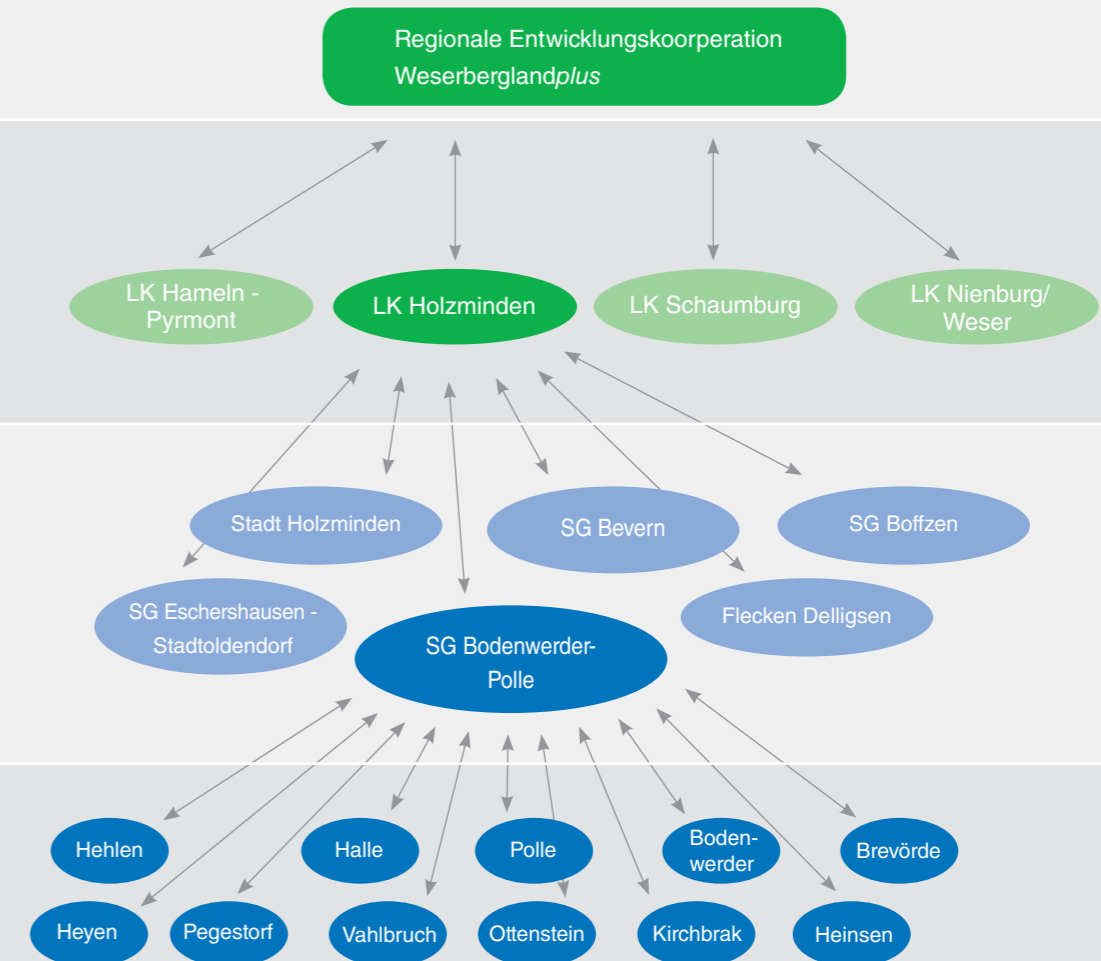 Regionale Entwicklungskoorperation
Weserberglandplus
LK Hameln -
Pyrmont
LK Holzminden
LK Schaumburg
LK Nienburg/
Weser
Stadt Holzminden
SG Bevern
SG Boffzen
SG Eschershausen -
Stadtoldendorf
SG Bodenwerder-
Polle
Flecken Delligsen
Hehlen
Halle
Polle
Boden-
werder
Brevörde
Heyen
Pegestorf
Vahlbruch
Ottenstein
Kirchbrak
Heinsen